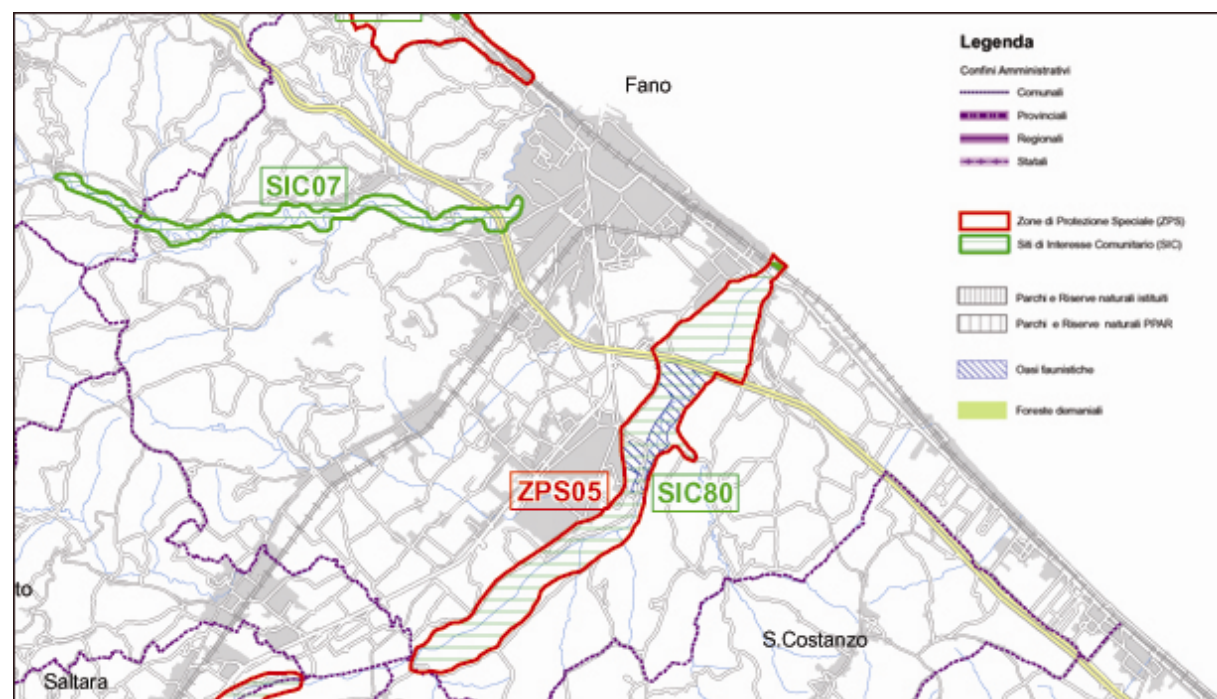 Fano
SIC07
ZPS05
SIC80
S.Costanzo
to
Saltara
Legenda
Confini Amministrativi
Comunali
Provinciali
Regionali
Statali
Zone di Protezione Speciale (ZPS)
Siti di Interesse Comunitario (SIC)
Parchi e Riserve naturali istituiti
Parchi e Riserve naturali PPAR
Oasi faunistiche
Foreste demaniali